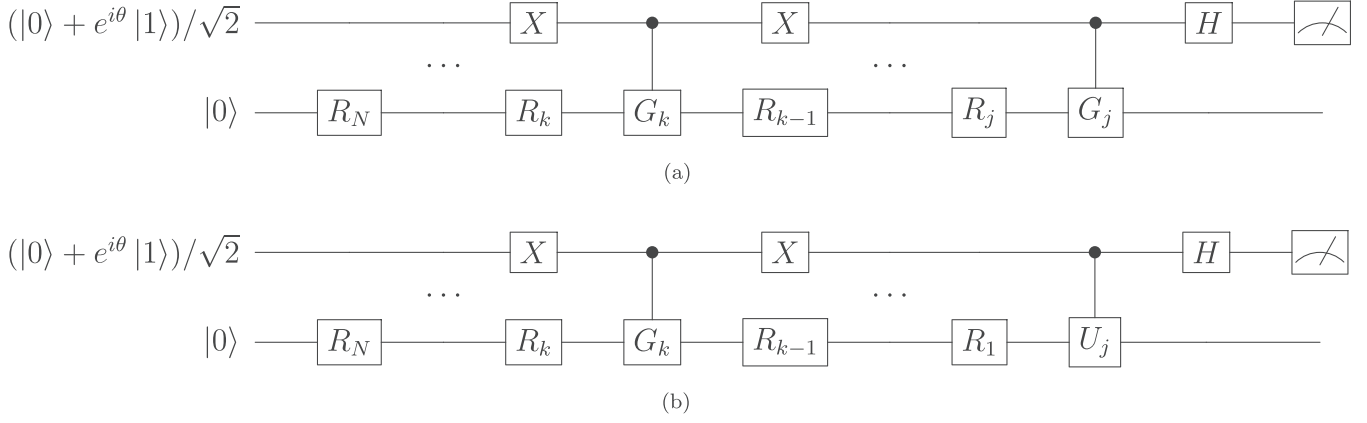 (|0⟩ + e^{iθ} |1⟩)/√2 X X H
··· ···
|0⟩ R_N R_k G_k R_{k−1} R_j G_j
(a)
(|0⟩ + e^{iθ} |1⟩)/√2 X X H
··· ···
|0⟩ R_N R_k G_k R_{k−1} R_1 U_j
(b)